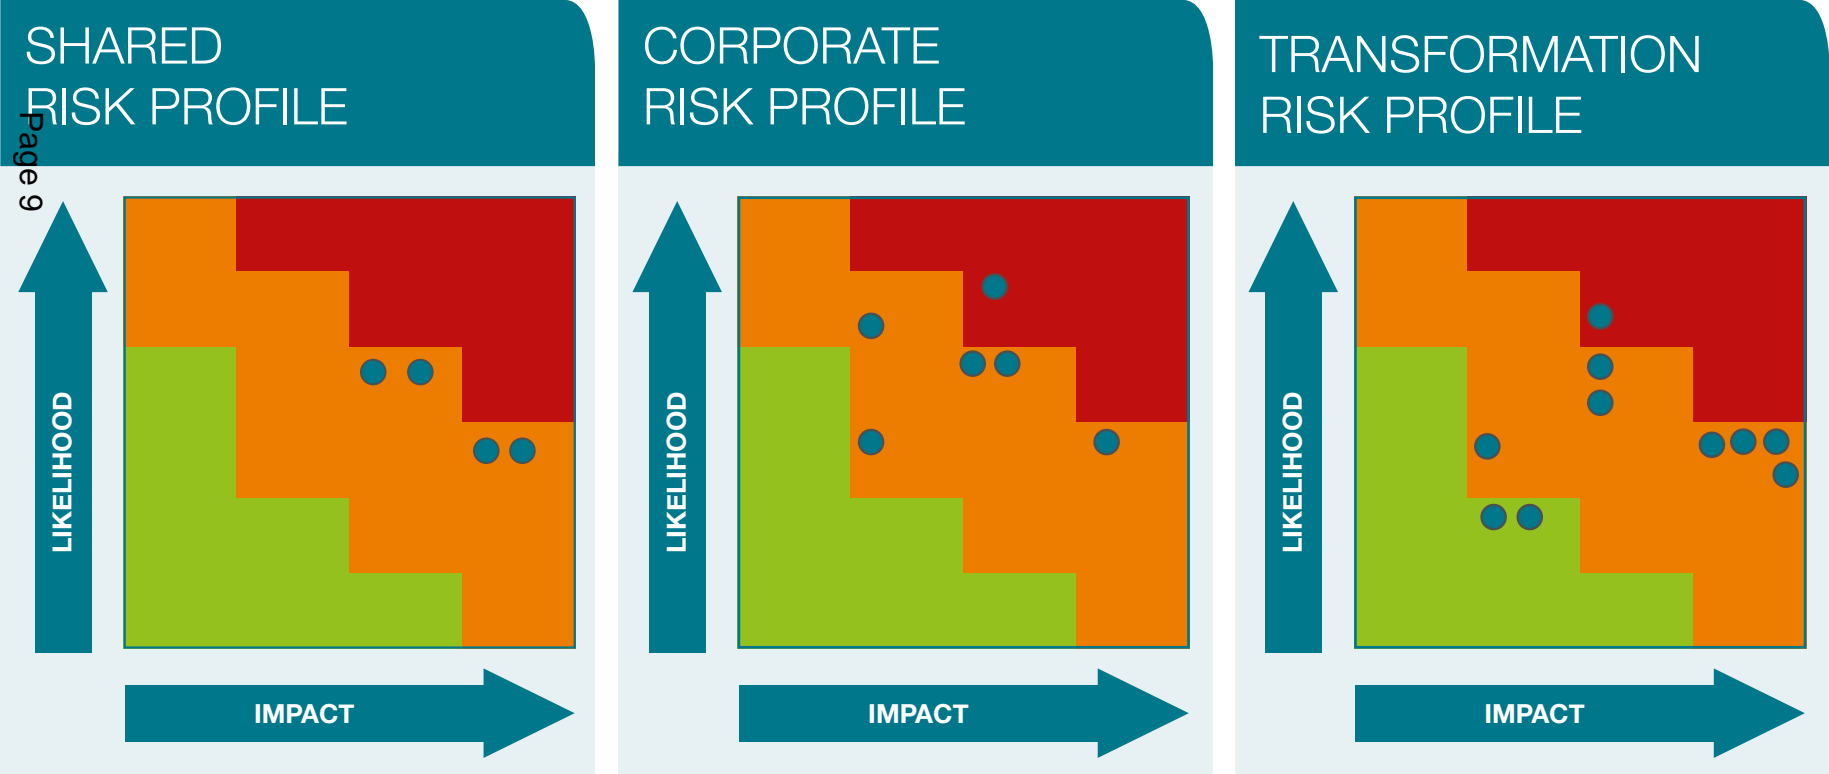 SHARED
RISK PROFILE
Page 9
LIKELIHOOD
IMPACT
CORPORATE
RISK PROFILE
LIKELIHOOD
IMPACT
TRANSFORMATION
RISK PROFILE
LIKELIHOOD
IMPACT